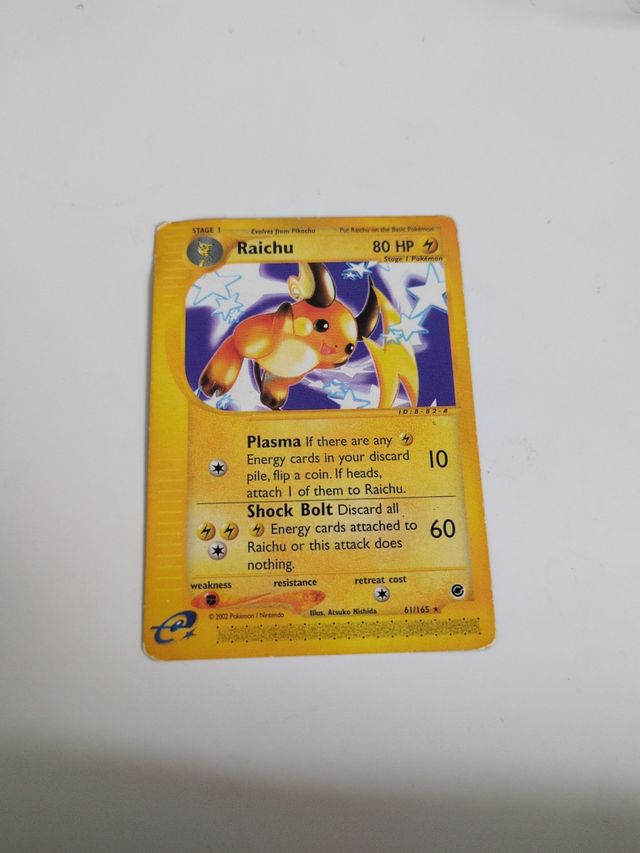 STAGE 1 Evolves from Pikachu Put Raichu on the Basic Pokémon
Raichu 80 HP
Stage 1 Pokémon
ID:B-82-4
Plasma If there are any
Energy cards in your discard
pile, flip a coin. If heads,
attach 1 of them to Raichu.
10
Shock Bolt Discard all
Energy cards attached to
Raichu or this attack does
nothing.
60
weakness resistance retreat cost
Illus. Atsuko Nishida 61/165 ★
© 2002 Pokémon / Nintendo
e